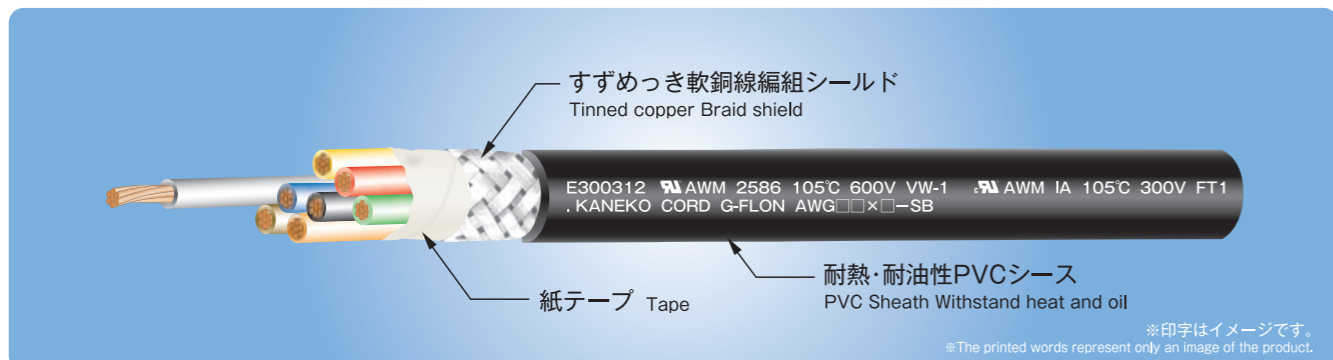 すずめっき軟銅線編組シールド
Tinned copper Braid shield
E300312 AWM 2586 105℃ 600V VW-1 c AWM IA 105℃ 300V FT1
. KANEKO CORD G-FLON AWG□□×□-SB
耐熱･耐油性PVCシース
PVC Sheath Withstand heat and oil
紙テープ Tape
※印字はイメージです。
※The printed words represent only an image of the product.